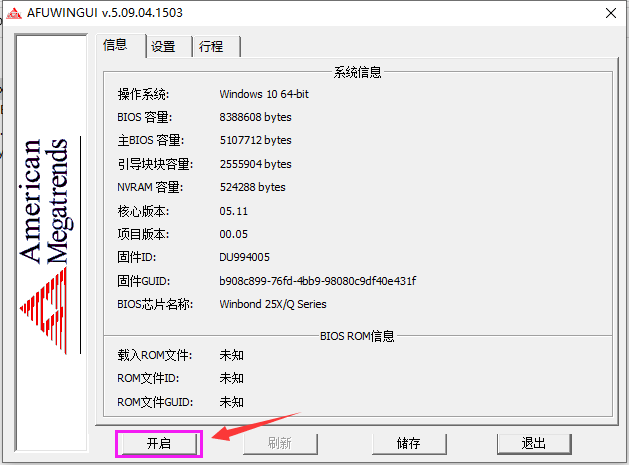 AFUWINGUI v.5.09.04.1503
American
Megatrends
信息 设置 行程
系统信息
操作系统: Windows 10 64-bit
BIOS 容量: 8388608 bytes
主BIOS 容量: 5107712 bytes
引导块块容量: 2555904 bytes
NVRAM 容量: 524288 bytes
核心版本: 05.11
项目版本: 00.05
固件ID: DU994005
固件GUID: b908c899-76fd-4bb9-98080c9df40e431f
BIOS芯片名称: Winbond 25X/Q Series
BIOS ROM信息
载入ROM文件: 未知
ROM文件ID: 未知
ROM文件GUID: 未知
开启 刷新 储存 退出